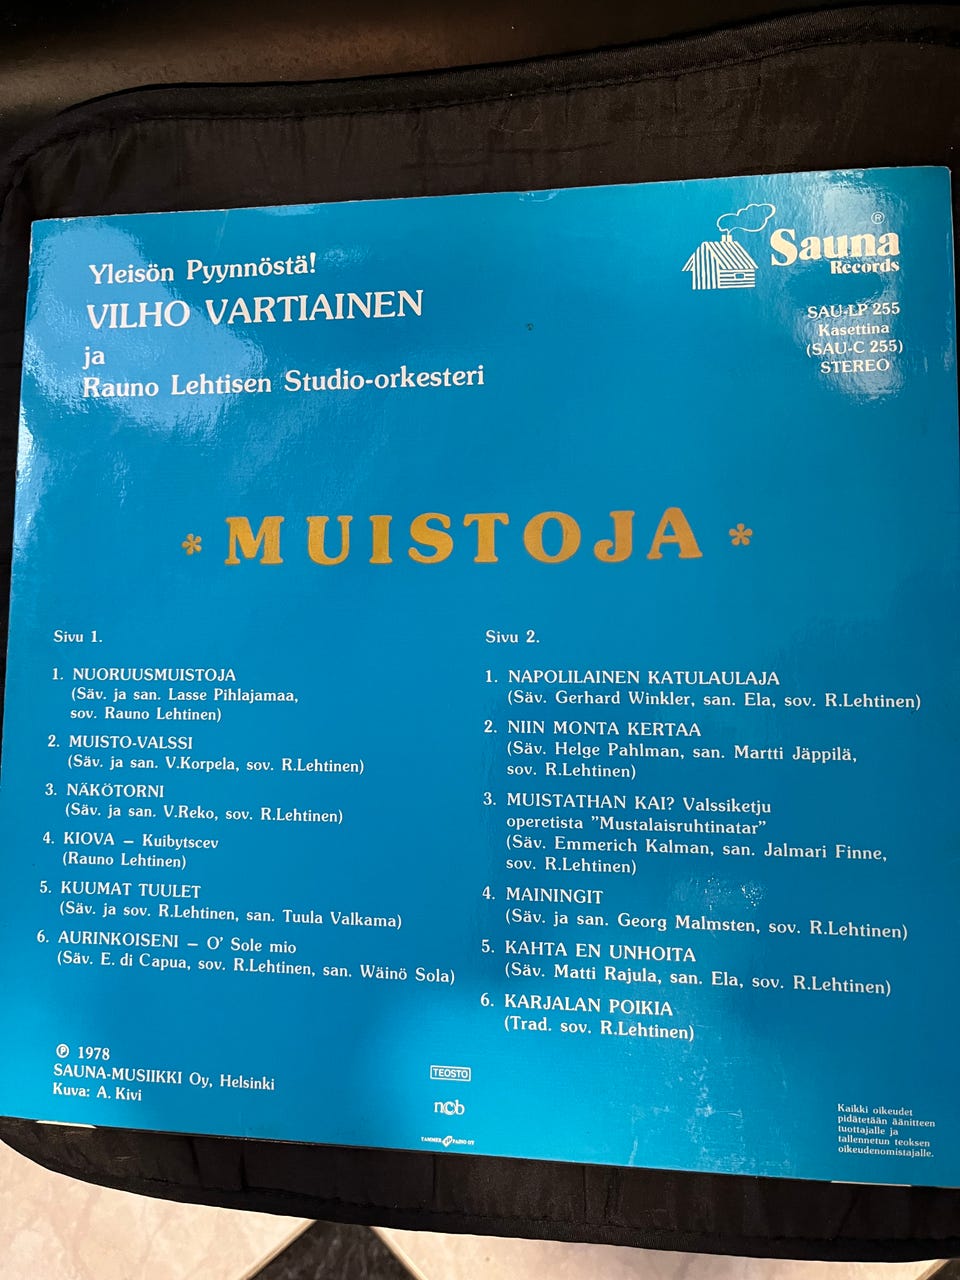 Yleisön Pyynnöstä!
VILHO VARTIAINEN
ja
Rauno Lehtisen Studio-orkesteri
®
Sauna
Records
SAU-LP 255
Kasettina
(SAU-C 255)
STEREO
* MUISTOJA *
Sivu 1.
1. NUORUUSMUISTOJA
(Säv. ja san. Lasse Pihlajamaa,
sov. Rauno Lehtinen)
2. MUISTO-VALSSI
(Säv. ja san. V.Korpela, sov. R.Lehtinen)
3. NÄKÖTORNI
(Säv. ja san. V.Reko, sov. R.Lehtinen)
4. KIOVA – Kuibytscev
(Rauno Lehtinen)
5. KUUMAT TUULET
(Säv. ja sov. R.Lehtinen, san. Tuula Valkama)
6. AURINKOISENI – O' Sole mio
(Säv. E. di Capua, sov. R.Lehtinen, san. Wäinö Sola)
Sivu 2.
1. NAPOLILAINEN KATULAULAJA
(Säv. Gerhard Winkler, san. Ela, sov. R.Lehtinen)
2. NIIN MONTA KERTAA
(Säv. Helge Pahlman, san. Martti Jäppilä,
sov. R.Lehtinen)
3. MUISTATHAN KAI? Valssiketju
operetista ”Mustalaisruhtinatar”
(Säv. Emmerich Kalman, san. Jalmari Finne,
sov. R.Lehtinen)
4. MAININGIT
(Säv. ja san. Georg Malmsten, sov. R.Lehtinen)
5. KAHTA EN UNHOITA
(Säv. Matti Rajula, san. Ela, sov. R.Lehtinen)
6. KARJALAN POIKIA
(Trad. sov. R.Lehtinen)
℗ 1978
SAUNA-MUSIIKKI Oy, Helsinki
Kuva: A. Kivi
TEOSTO
ncb
TAMMER PAINO OY
Kaikki oikeudet
pidätetään äänitteen
tuottajalle ja
tallennetun teoksen
oikeudenomistajalle.